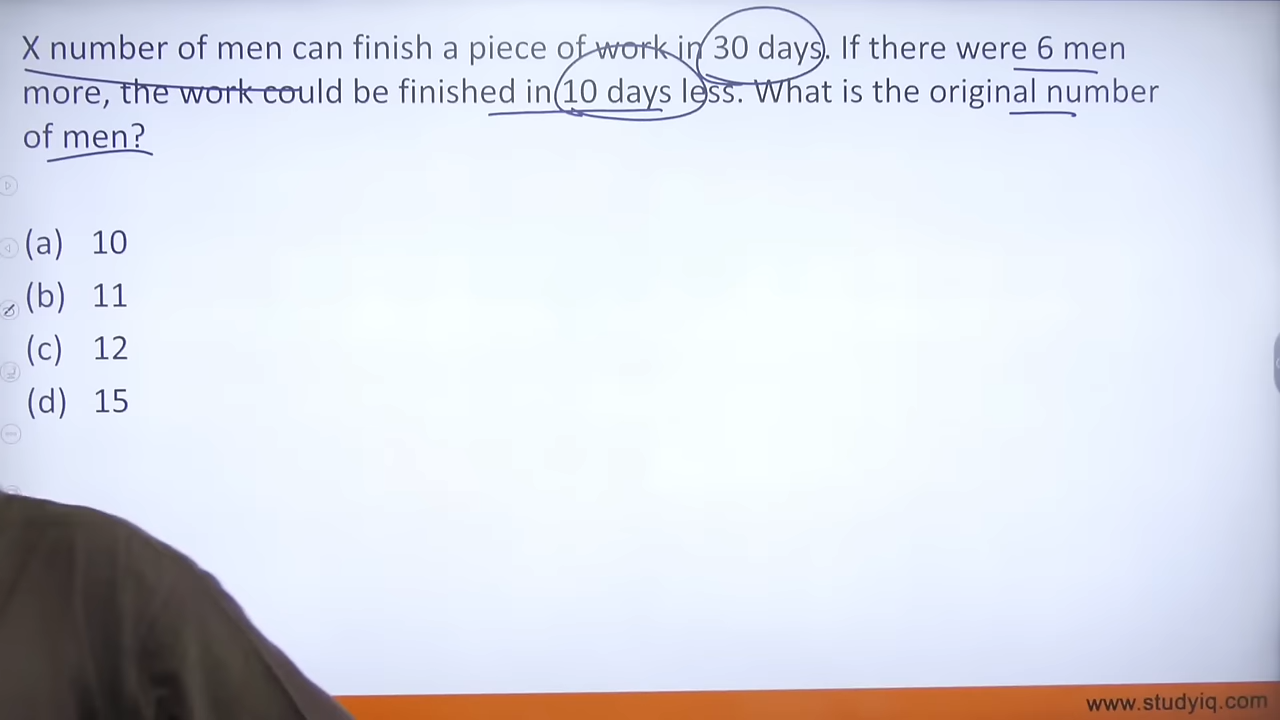 X number of men can finish a piece of work in 30 days. If there were 6 men
more, the work could be finished in 10 days less. What is the original number
of men?
(a) 10
(b) 11
(c) 12
(d) 15
www.studyiq.com